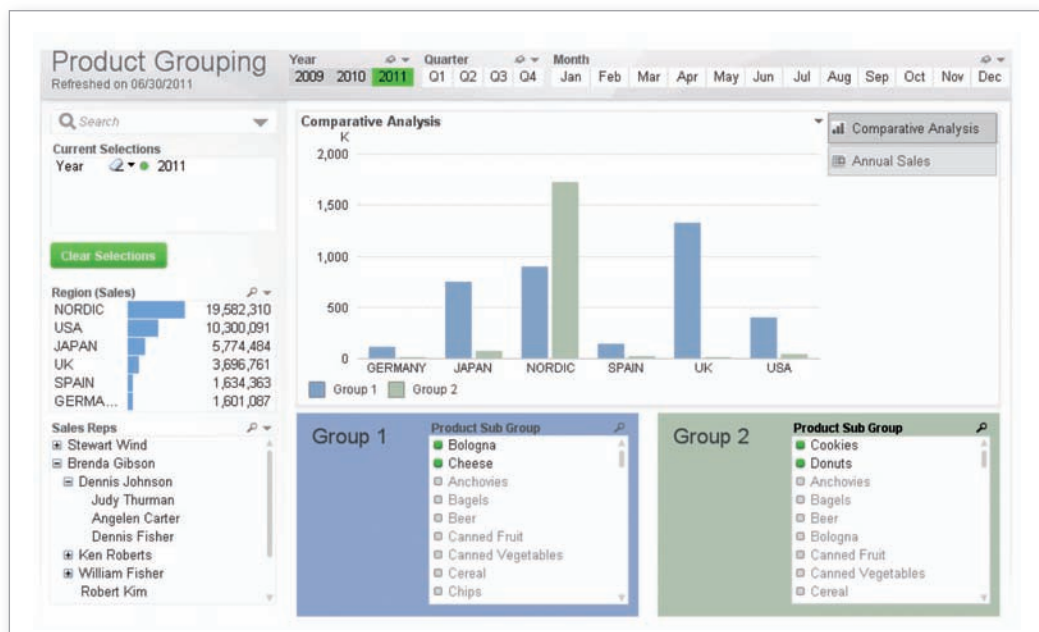 Product Grouping
Refreshed on 06/30/2011
Year
2009 2010 2011
Quarter
Q1 Q2 Q3 Q4
Month
Jan Feb Mar Apr May Jun Jul Aug Sep Oct Nov Dec
Search
Current Selections
Year 2011
Clear Selections
Region (Sales)
NORDIC 19,582,310
USA 10,300,091
JAPAN 5,774,484
UK 3,696,761
SPAIN 1,634,363
GERMA... 1,601,087
Sales Reps
Stewart Wind
Brenda Gibson
Dennis Johnson
Judy Thurman
Angelen Carter
Dennis Fisher
Ken Roberts
William Fisher
Robert Kim
Comparative Analysis
K
2,000
1,500
1,000
500
0
GERMANY JAPAN NORDIC SPAIN UK USA
Group 1 Group 2
Comparative Analysis
Annual Sales
Group 1
Product Sub Group
Bologna
Cheese
Anchovies
Bagels
Beer
Canned Fruit
Canned Vegetables
Cereal
Chips
Group 2
Product Sub Group
Cookies
Donuts
Anchovies
Bagels
Beer
Bologna
Canned Fruit
Canned Vegetables
Cereal